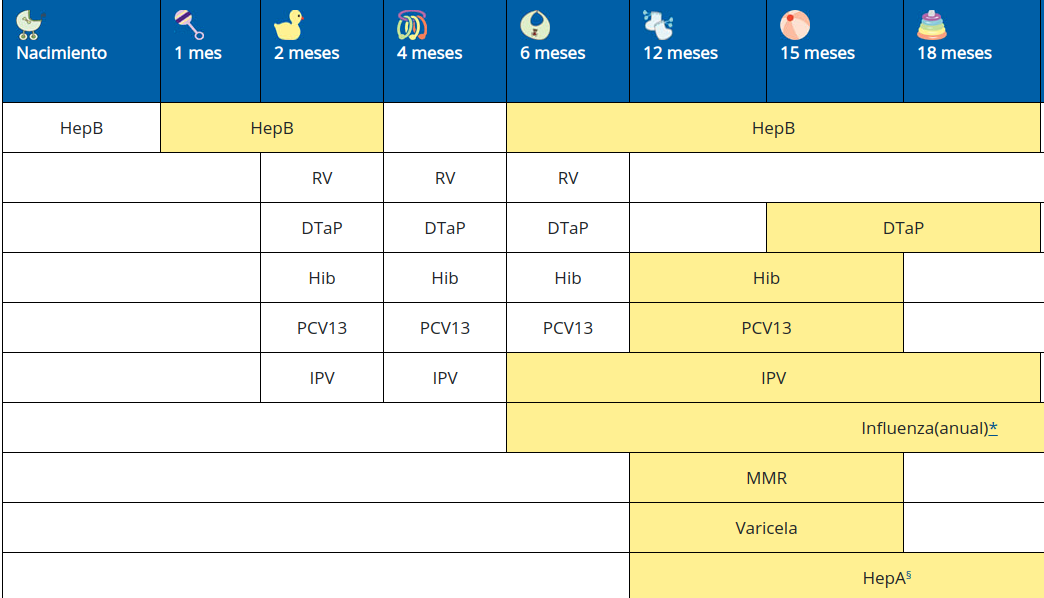 Nacimiento 1 mes 2 meses 4 meses 6 meses 12 meses 15 meses 18 meses
HepB HepB HepB
RV RV RV
DTaP DTaP DTaP DTaP
Hib Hib Hib Hib
PCV13 PCV13 PCV13 PCV13
IPV IPV IPV
Influenza(anual)*
MMR
Varicela
HepA§